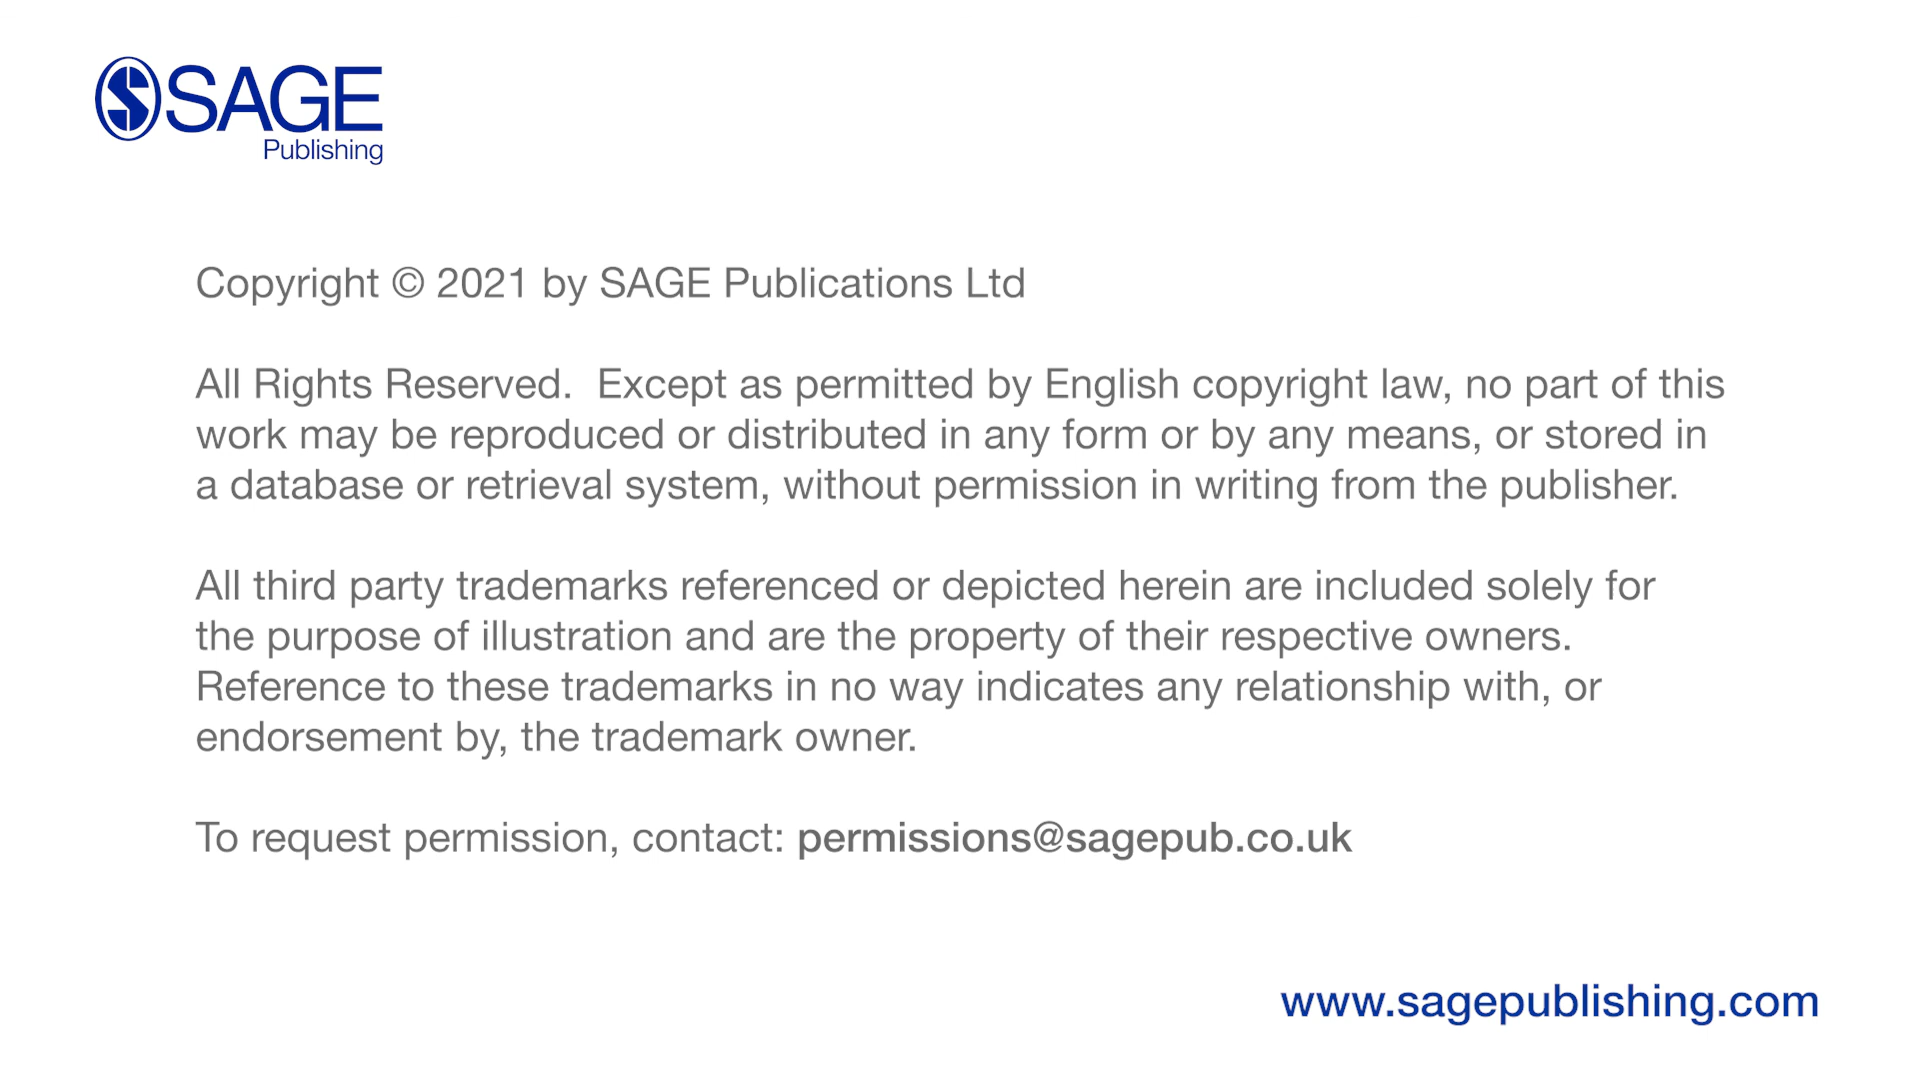 SAGE
Publishing
Copyright © 2021 by SAGE Publications Ltd
All Rights Reserved.  Except as permitted by English copyright law, no part of this
work may be reproduced or distributed in any form or by any means, or stored in
a database or retrieval system, without permission in writing from the publisher.
All third party trademarks referenced or depicted herein are included solely for
the purpose of illustration and are the property of their respective owners.
Reference to these trademarks in no way indicates any relationship with, or
endorsement by, the trademark owner.
To request permission, contact: permissions@sagepub.co.uk
www.sagepublishing.com